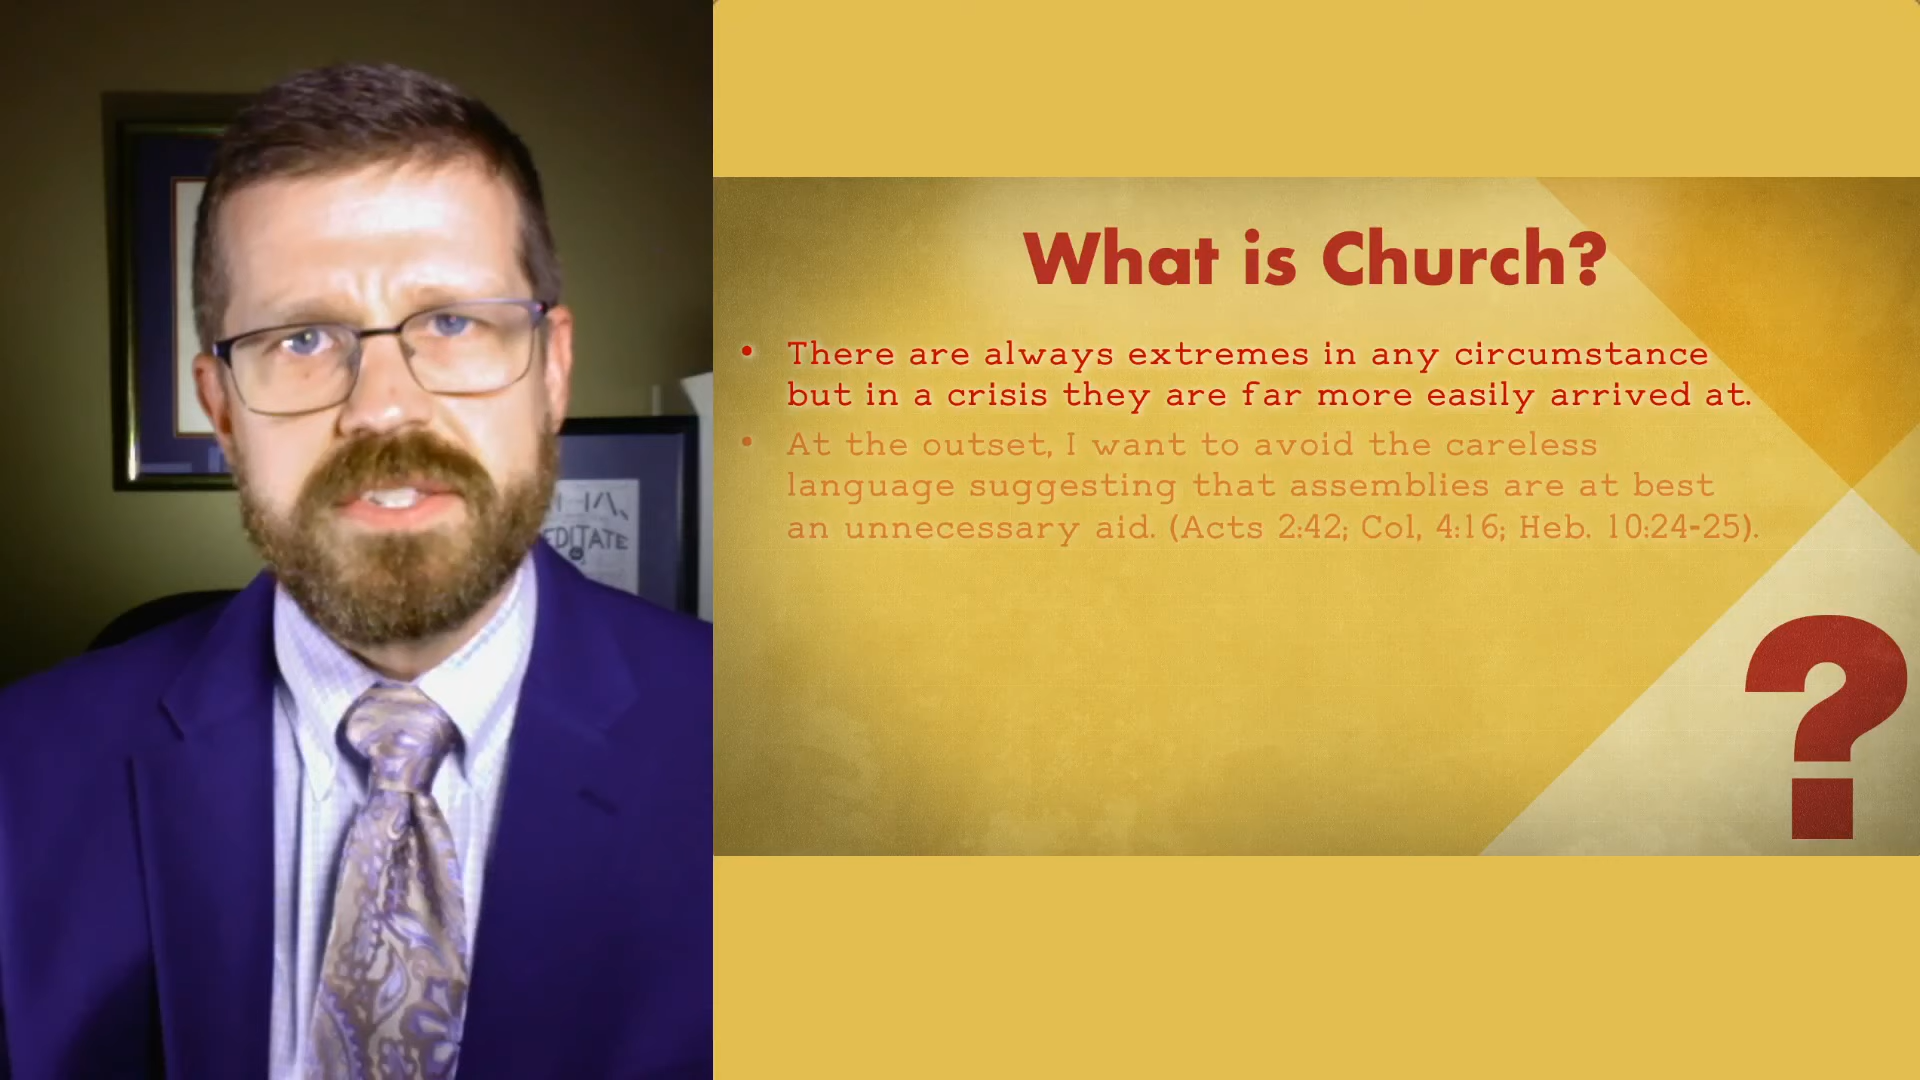 What is Church?
• There are always extremes in any circumstance
but in a crisis they are far more easily arrived at.
• At the outset, I want to avoid the careless
language suggesting that assemblies are at best
an unnecessary aid. (Acts 2:42; Col, 4:16; Heb. 10:24-25).
?